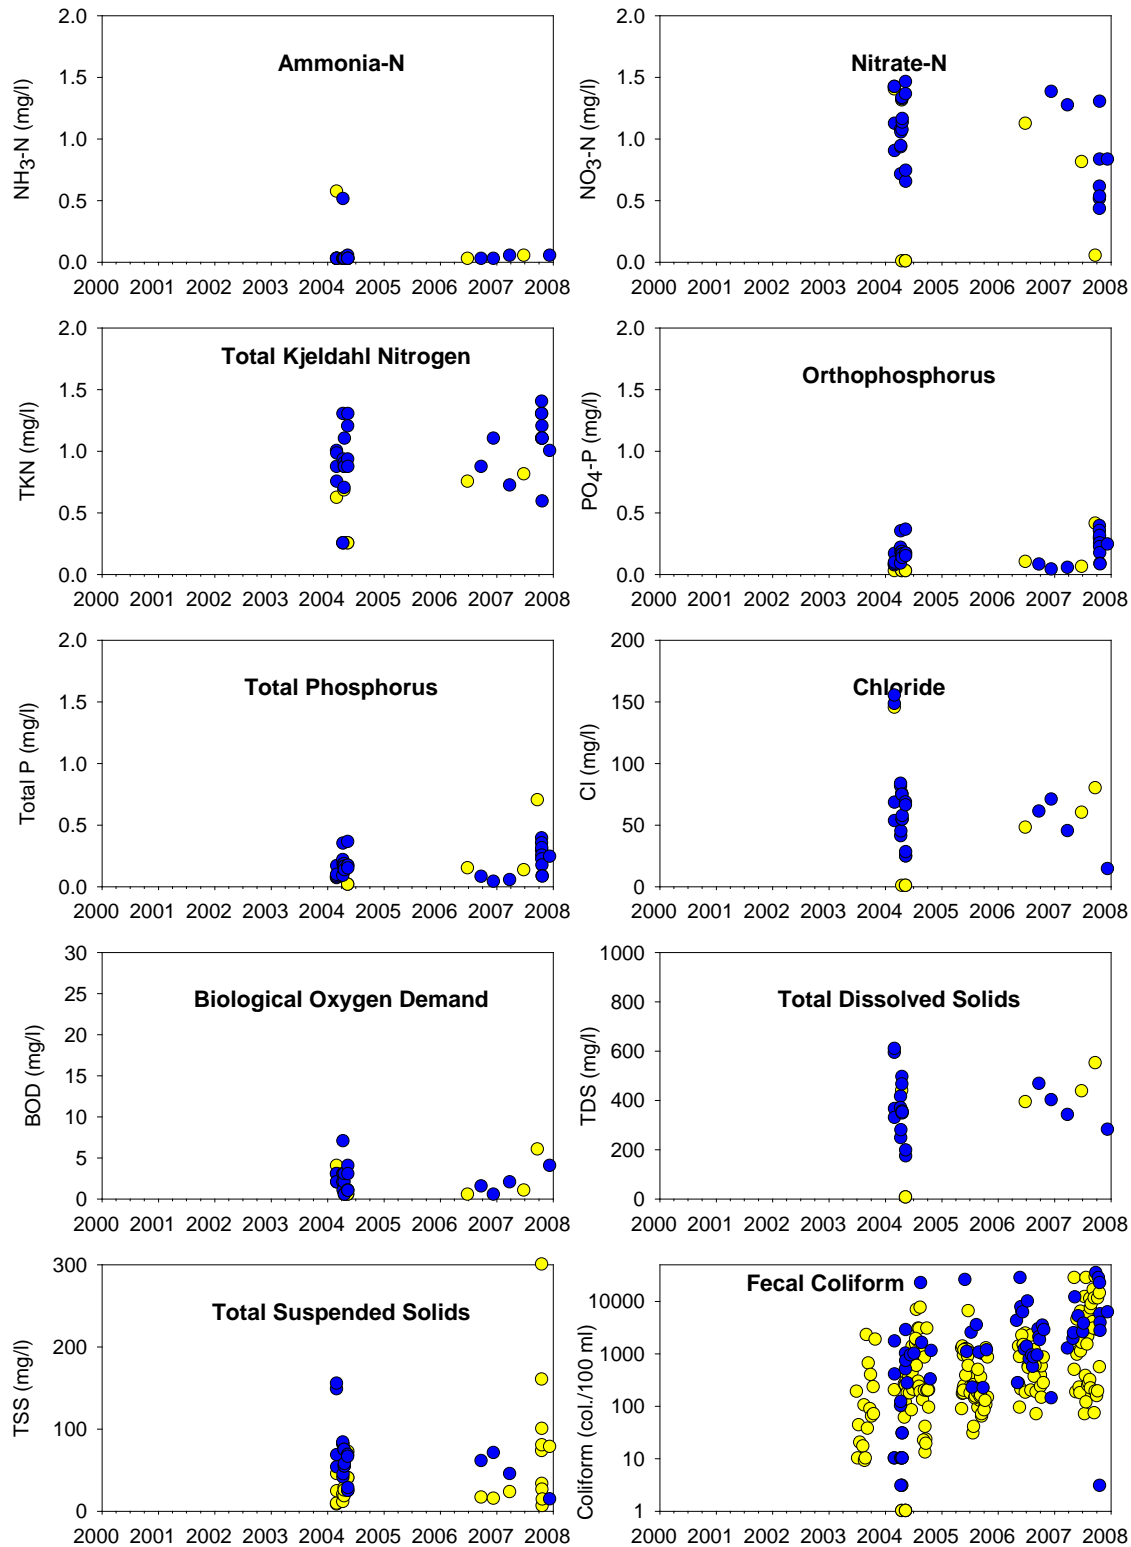 Ammonia-N
NH3-N (mg/l)
2.0
1.5
1.0
0.5
0.0
2000 2001 2002 2003 2004 2005 2006 2007 2008
Nitrate-N
NO3-N (mg/l)
2.0
1.5
1.0
0.5
0.0
2000 2001 2002 2003 2004 2005 2006 2007 2008
Total Kjeldahl Nitrogen
TKN (mg/l)
2.0
1.5
1.0
0.5
0.0
2000 2001 2002 2003 2004 2005 2006 2007 2008
Orthophosphorus
PO4-P (mg/l)
2.0
1.5
1.0
0.5
0.0
2000 2001 2002 2003 2004 2005 2006 2007 2008
Total Phosphorus
Total P (mg/l)
2.0
1.5
1.0
0.5
0.0
2000 2001 2002 2003 2004 2005 2006 2007 2008
Chloride
Cl (mg/l)
200
150
100
50
0
2000 2001 2002 2003 2004 2005 2006 2007 2008
Biological Oxygen Demand
BOD (mg/l)
30
25
20
15
10
5
0
2000 2001 2002 2003 2004 2005 2006 2007 2008
Total Dissolved Solids
TDS (mg/l)
1000
800
600
400
200
0
2000 2001 2002 2003 2004 2005 2006 2007 2008
Total Suspended Solids
TSS (mg/l)
300
200
100
0
2000 2001 2002 2003 2004 2005 2006 2007 2008
Fecal Coliform
Coliform (col./100 ml)
10000
1000
100
10
1
2000 2001 2002 2003 2004 2005 2006 2007 2008